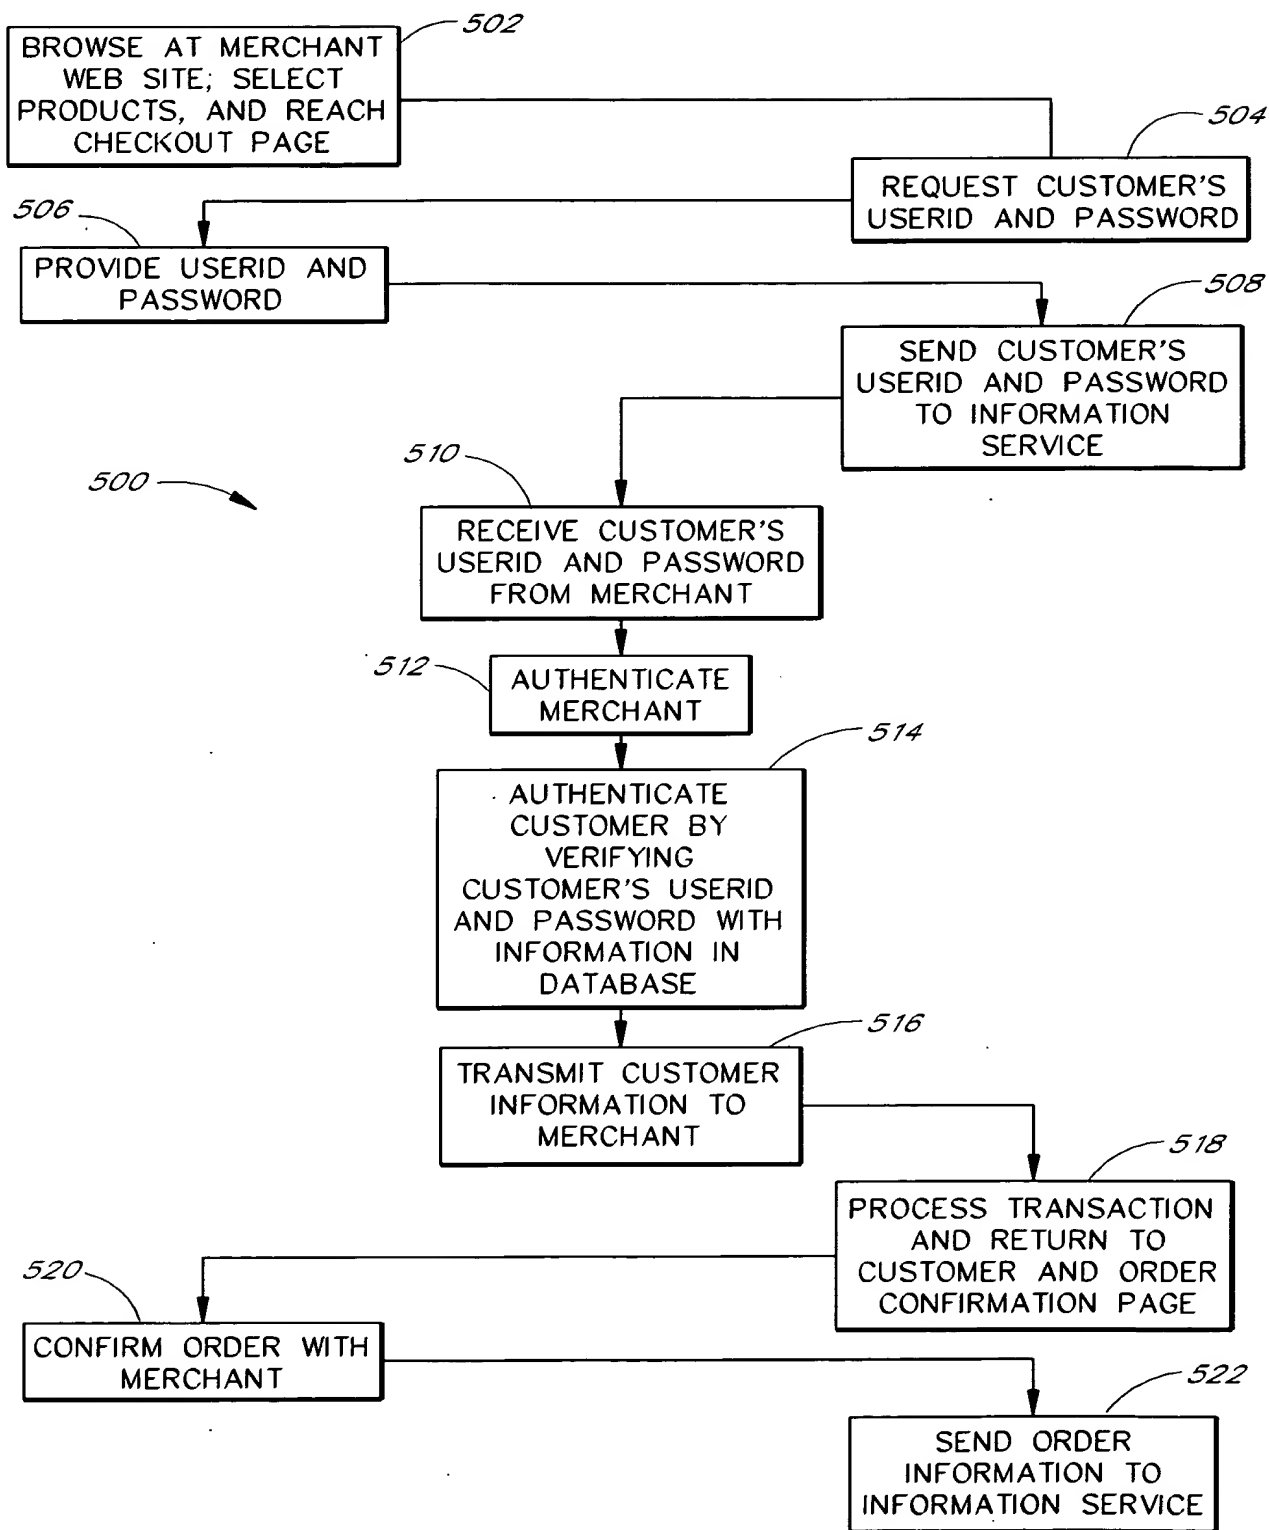 502
BROWSE AT MERCHANT
WEB SITE; SELECT
PRODUCTS, AND REACH
CHECKOUT PAGE
504
REQUEST CUSTOMER'S
USERID AND PASSWORD
506
PROVIDE USERID AND
PASSWORD
508
SEND CUSTOMER'S
USERID AND PASSWORD
TO INFORMATION
SERVICE
500
510
RECEIVE CUSTOMER'S
USERID AND PASSWORD
FROM MERCHANT
512
AUTHENTICATE
MERCHANT
514
AUTHENTICATE
CUSTOMER BY
VERIFYING
CUSTOMER'S USERID
AND PASSWORD WITH
INFORMATION IN
DATABASE
516
TRANSMIT CUSTOMER
INFORMATION TO
MERCHANT
518
PROCESS TRANSACTION
AND RETURN TO
CUSTOMER AND ORDER
CONFIRMATION PAGE
520
CONFIRM ORDER WITH
MERCHANT
522
SEND ORDER
INFORMATION TO
INFORMATION SERVICE